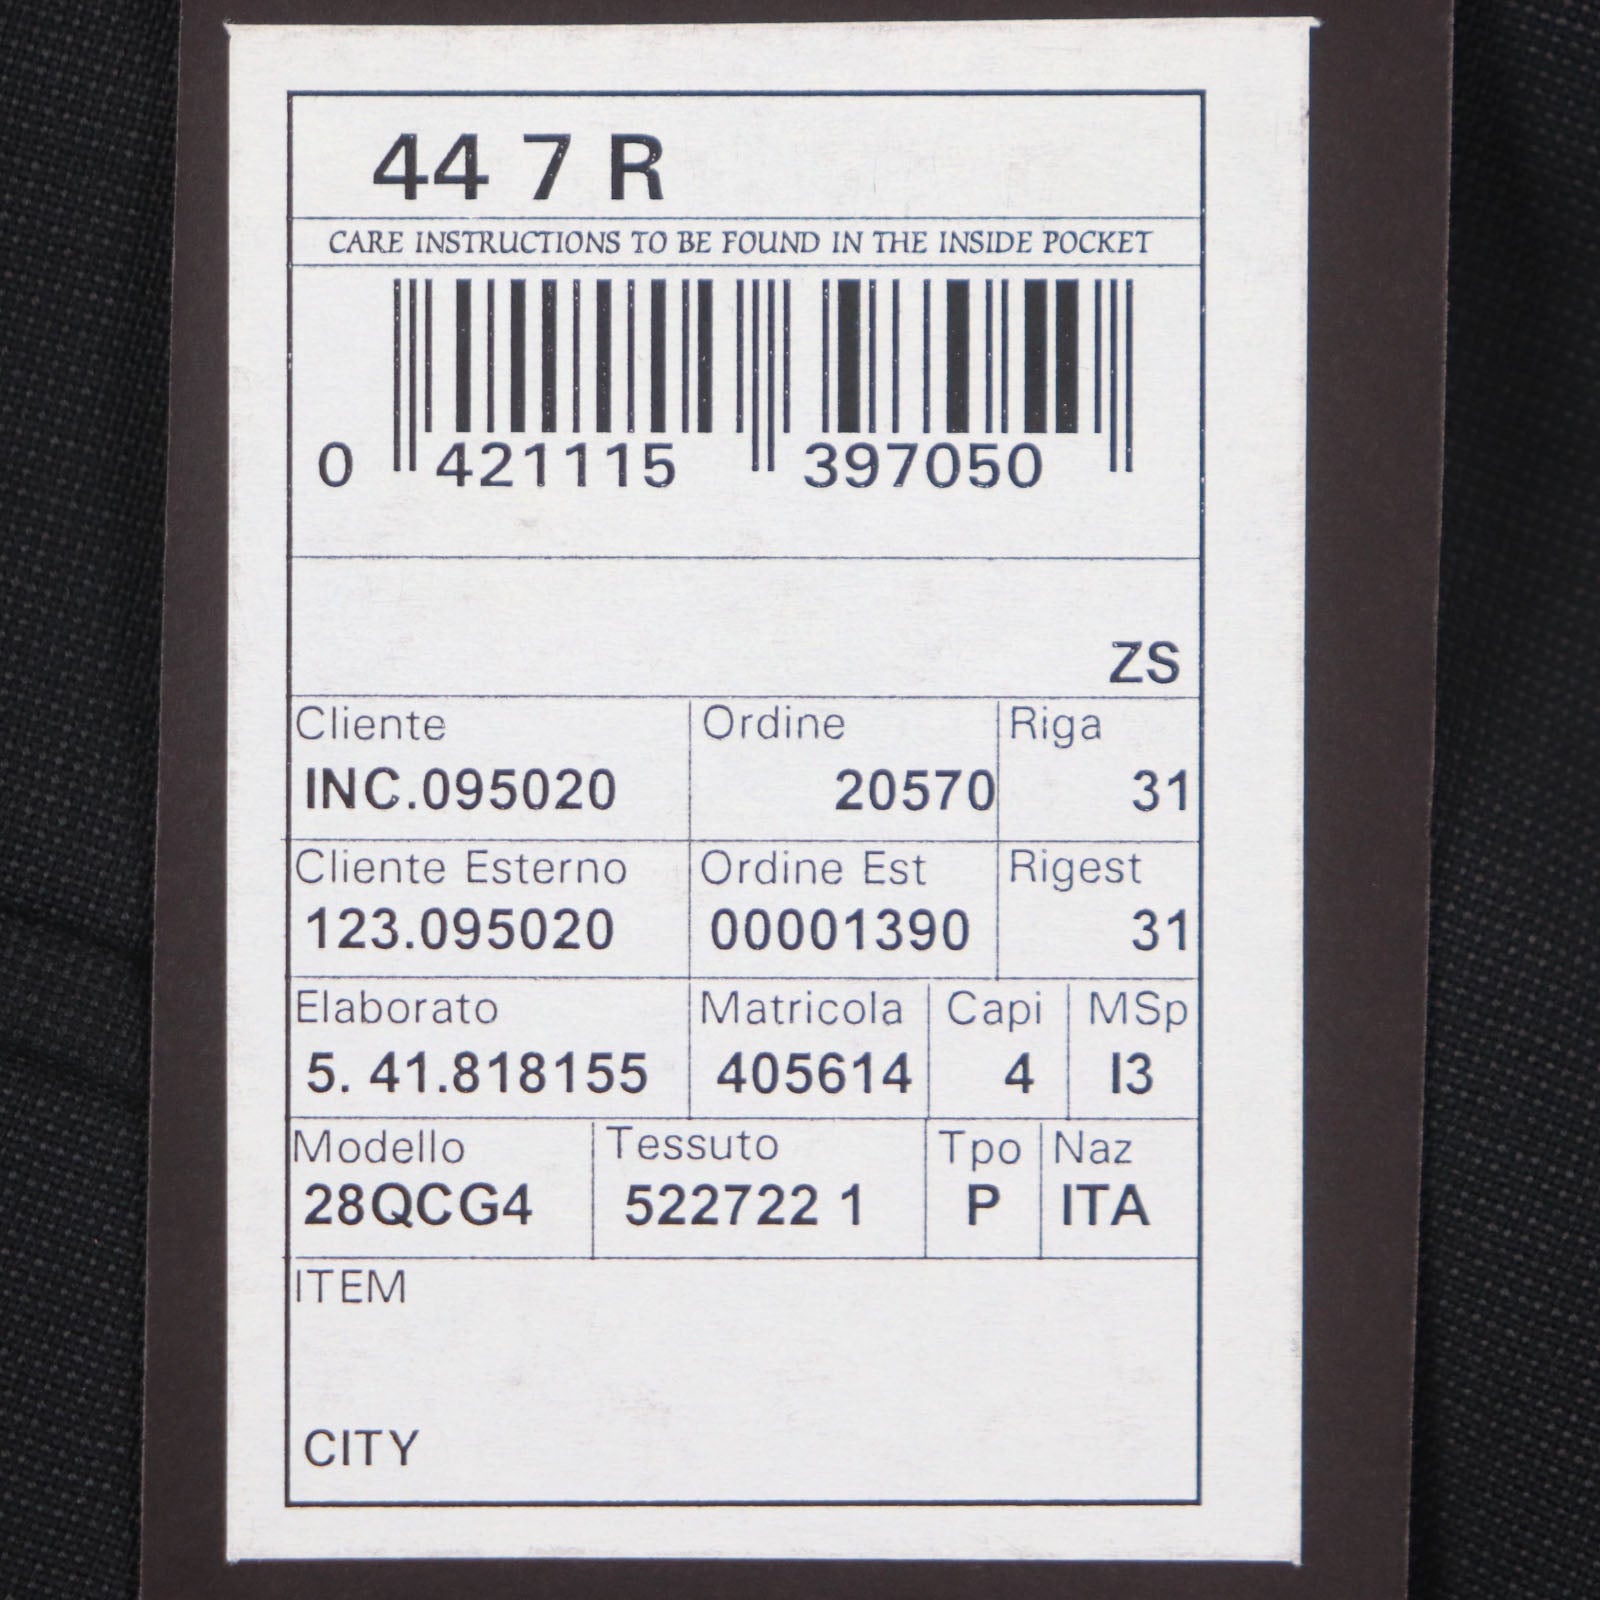 44 7 R
CARE INSTRUCTIONS TO BE FOUND IN THE INSIDE POCKET
0 421115 397050
ZS
Cliente Ordine Riga
INC.095020 20570 31
Cliente Esterno Ordine Est Rigest
123.095020 00001390 31
Elaborato Matricola Capi MSp
5. 41.818155 405614 4 I3
Modello Tessuto Tpo Naz
28QCG4 522722 1 P ITA
ITEM
CITY